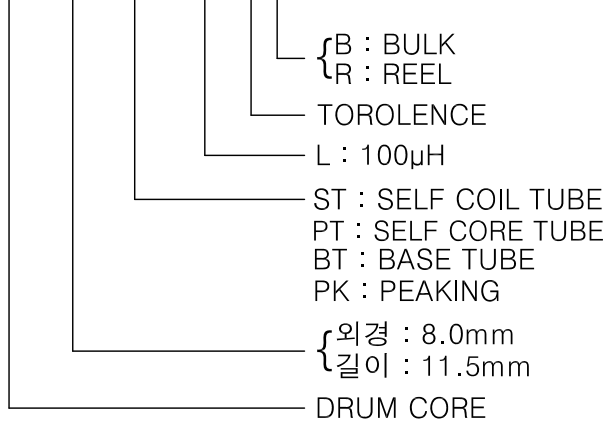 B : BULK
R : REEL
TOROLENCE
L : 100μH
ST : SELF COIL TUBE
PT : SELF CORE TUBE
BT : BASE TUBE
PK : PEAKING
외경 : 8.0mm
길이 : 11.5mm
DRUM CORE